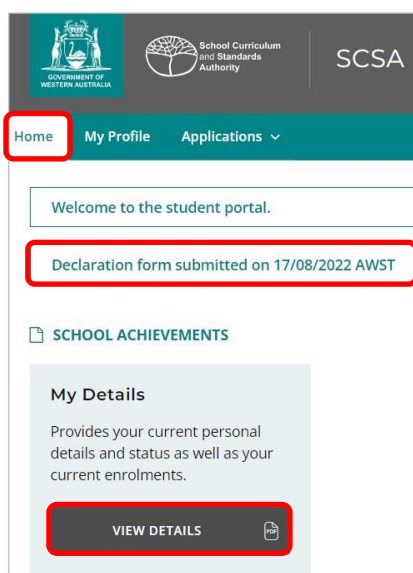 GOVERNMENT OF
WESTERN AUSTRALIA
School Curriculum
and Standards
Authority
SCSA
Home My Profile Applications
Welcome to the student portal.
Declaration form submitted on 17/08/2022 AWST
SCHOOL ACHIEVEMENTS
My Details
Provides your current personal
details and status as well as your
current enrolments.
VIEW DETAILS PDF